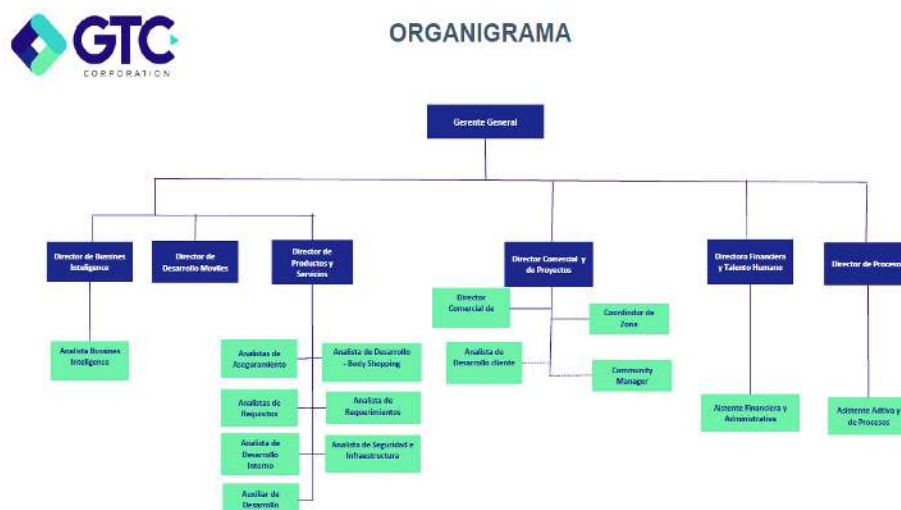 GTC
CORPORATION
ORGANIGRAMA
Gerente General
Director de Bussines
Inteligence
Director de
Desarrollo Moviles
Director de
Productos y
Servicios
Director Comercial y
de Proyectos
Directora Financiera
y Talento Humano
Director de Procesos
Director
Comercial de
Coordindor de
Zona
Analista Bussines
Inteligence
Analistas de
Aseguramiento
Analista de Desarrollo
- Body Shopping
Analista de
Desarrollo cliente
Community
Manager
Analistas de
Requisitos
Analista de
Requerimientos
Aistente Financiera y
Administrativa
Asistente Adtiva y
de Procesos
Analista de
Desarrollo
Interno
Analista de Seguridad e
Infraestructura
Auxiliar de
Desarrollo